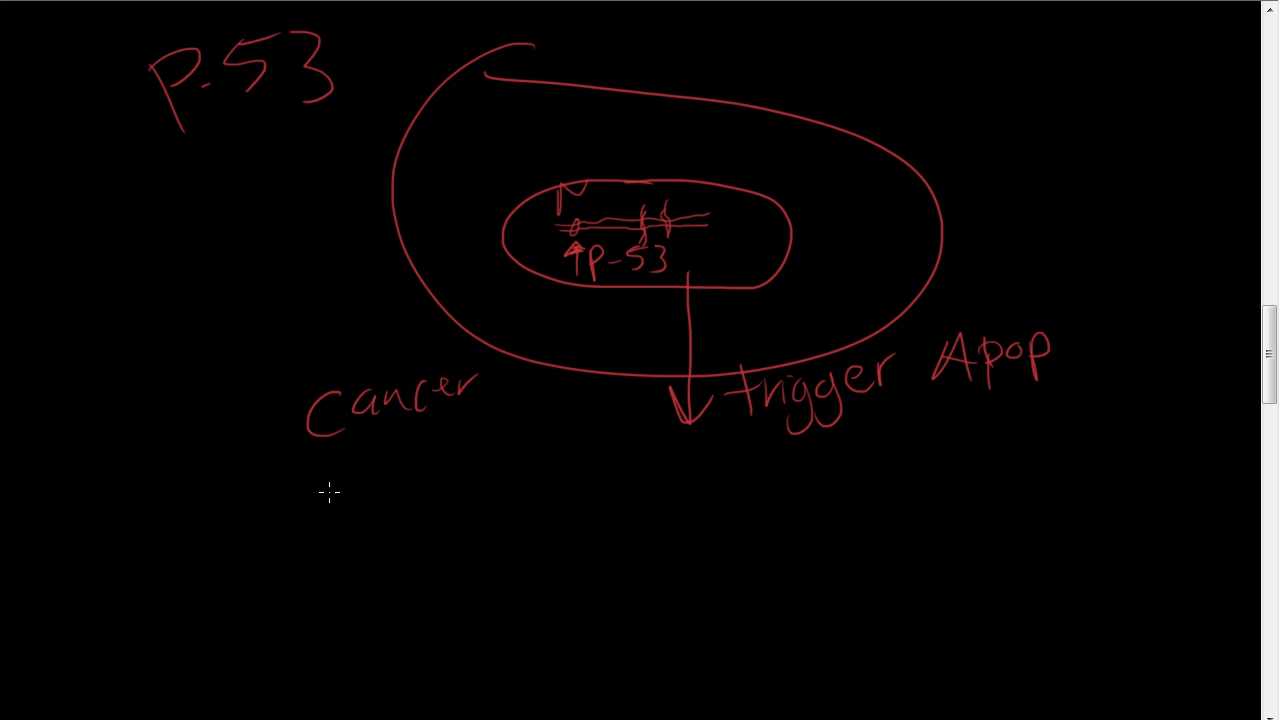 P-53
N
↑P-53
trigger Apop
Cancer